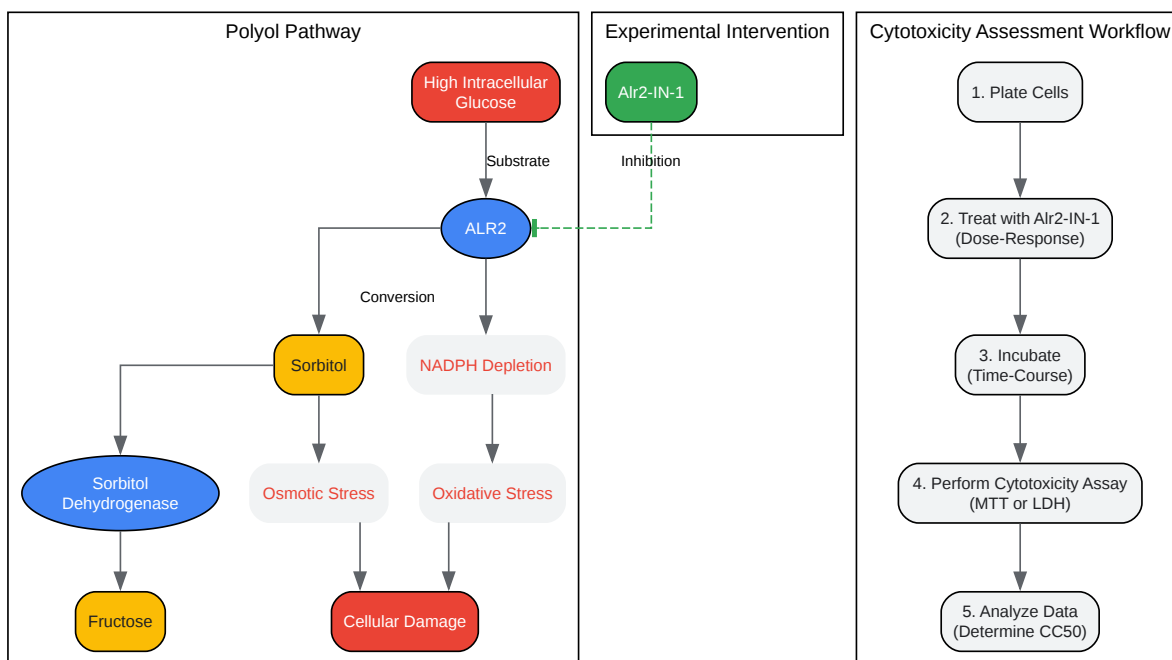 Polyol Pathway
High Intracellular
Glucose
Substrate
ALR2
Conversion
Sorbitol
NADPH Depletion
Sorbitol
Dehydrogenase
Osmotic Stress
Oxidative Stress
Fructose
Cellular Damage
Experimental Intervention
Alr2-IN-1
Inhibition
Cytotoxicity Assessment Workflow
1. Plate Cells
2. Treat with Alr2-IN-1
(Dose-Response)
3. Incubate
(Time-Course)
4. Perform Cytotoxicity Assay
(MTT or LDH)
5. Analyze Data
(Determine CC50)